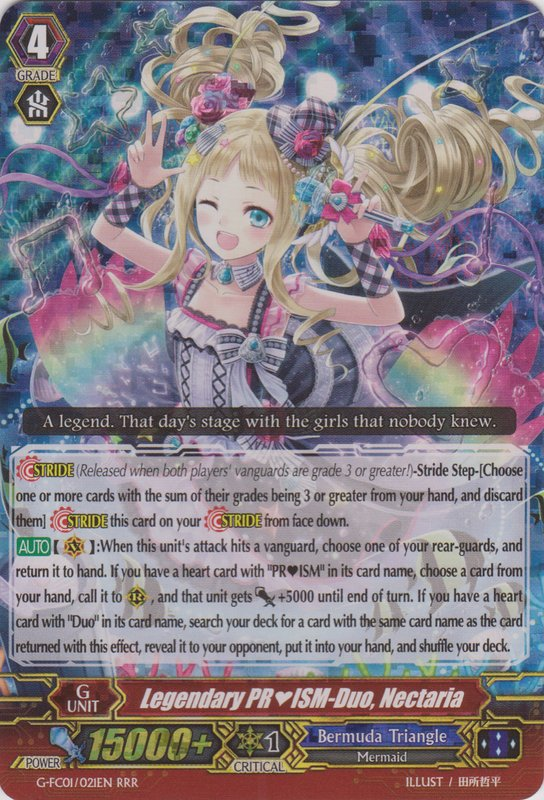 4
GRADE
A legend. That day's stage with the girls that nobody knew.
STRIDE (Released when both players' vanguards are grade 3 or greater!)-Stride Step-[Choose
one or more cards with the sum of their grades being 3 or greater from your hand, and discard
them] STRIDE this card on your STRIDE from face down.
AUTO【 V 】:When this unit's attack hits a vanguard, choose one of your rear-guards, and
return it to hand. If you have a heart card with "PR♥ISM" in its card name, choose a card from
your hand, call it to R , and that unit gets +5000 until end of turn. If you have a heart
card with "Duo" in its card name, search your deck for a card with the same card name as the card
returned with this effect, reveal it to your opponent, put it into your hand, and shuffle your deck.
G
UNIT
Legendary PR♥ISM-Duo, Nectaria
POWER
15000+
1
CRITICAL
Bermuda Triangle
Mermaid
G-FC01/021EN RRR
ILLUST / 田所哲平